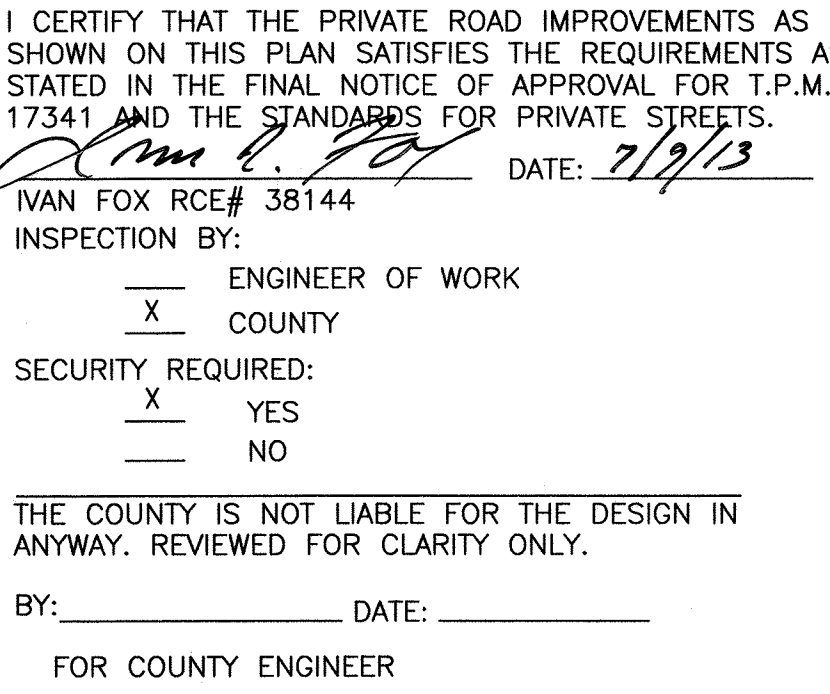 I CERTIFY THAT THE PRIVATE ROAD IMPROVEMENTS AS
SHOWN ON THIS PLAN SATISFIES THE REQUIREMENTS A
STATED IN THE FINAL NOTICE OF APPROVAL FOR T.P.M.
17341 AND THE STANDARDS FOR PRIVATE STREETS.
DATE: 7/9/13
IVAN FOX RCE# 38144
INSPECTION BY:
ENGINEER OF WORK
X COUNTY
SECURITY REQUIRED:
X YES
NO
THE COUNTY IS NOT LIABLE FOR THE DESIGN IN
ANYWAY. REVIEWED FOR CLARITY ONLY.
BY: DATE:
FOR COUNTY ENGINEER